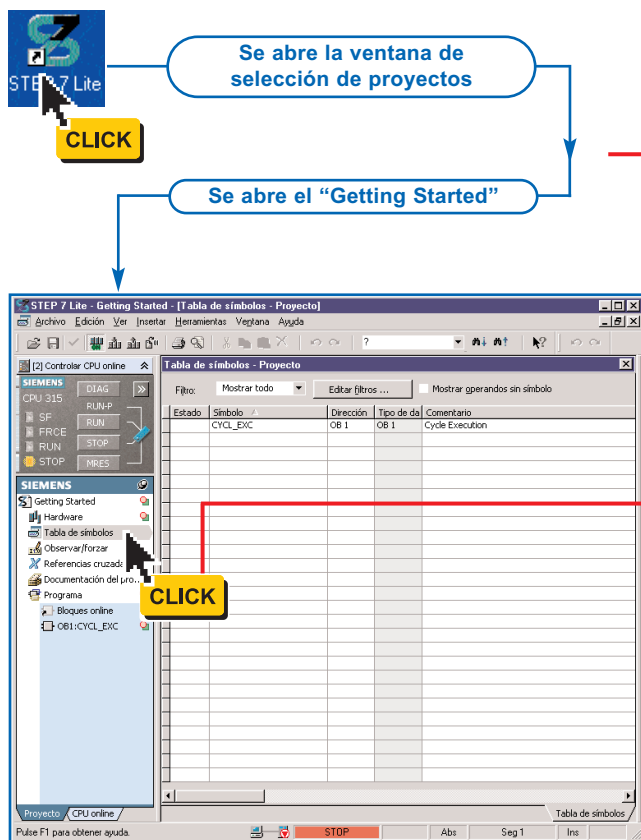 STEP 7 Lite
CLICK
Se abre la ventana de
selección de proyectos
Se abre el “Getting Started”
STEP 7 Lite - Getting Started - [Tabla de símbolos - Proyecto]
Archivo Edición Ver Insertar Herramientas Ventana Ayuda
?
[2] Controlar CPU online
SIEMENS
CPU 315
DIAG
RUN-P
SF
RUN
FRCE
RUN
STOP
STOP
MRES
SIEMENS
Getting Started
Hardware
Tabla de símbolos
Observar/forzar
Referencias cruzada
Documentación del pro...
Programa
Bloques online
OB1:CYCL_EXC
CLICK
Proyecto CPU online
Tabla de símbolos - Proyecto
Filtro: Mostrar todo Editar filtros ... Mostrar operandos sin símbolo
Estado Símbolo Dirección Tipo de da Comentario
CYCL_EXC OB 1 OB 1 Cycle Execution
Tabla de símbolos
Pulse F1 para obtener ayuda. STOP Abs Seg 1 Ins